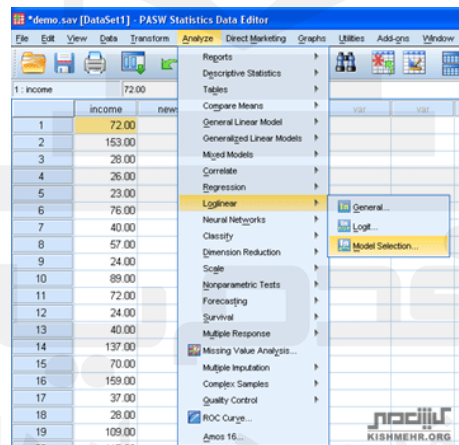 *demo.sav [DataSet1] - PASW Statistics Data Editor
File Edit View Data Transform Analyze Direct Marketing Graphs Utilities Add-ons Window
1 : income 72.00
income new var var
1 72.00
2 153.00
3 28.00
4 26.00
5 23.00
6 76.00
7 40.00
8 57.00
9 24.00
10 89.00
11 72.00
12 24.00
13 40.00
14 137.00
15 70.00
16 159.00
17 37.00
18 28.00
19 109.00
Reports
Descriptive Statistics
Tables
Compare Means
General Linear Model
Generalized Linear Models
Mixed Models
Correlate
Regression
Loglinear
Neural Networks
Classify
Dimension Reduction
Scale
Nonparametric Tests
Forecasting
Survival
Multiple Response
Missing Value Analysis...
Multiple Imputation
Complex Samples
Quality Control
ROC Curve...
Amos 16...
General...
Logit...
Model Selection...
KISHMEHR.ORG